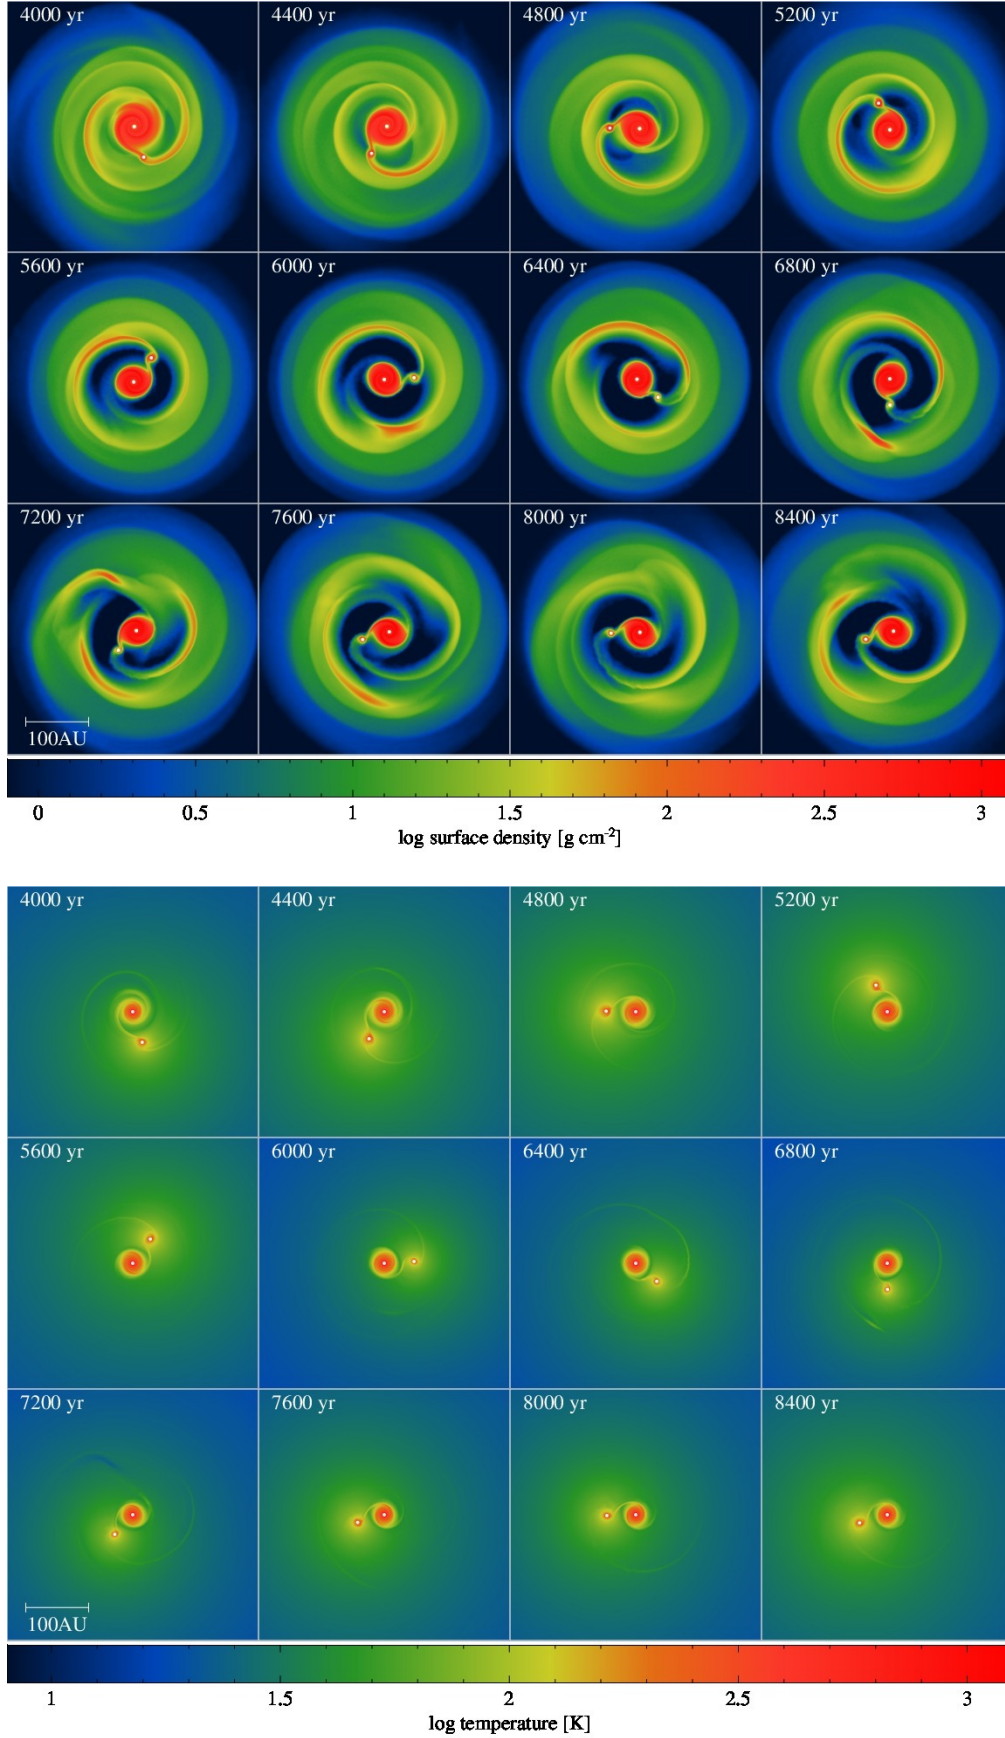 4000 yr 4400 yr 4800 yr 5200 yr
5600 yr 6000 yr 6400 yr 6800 yr
7200 yr 7600 yr 8000 yr 8400 yr
100AU
0 0.5 1 1.5 2 2.5 3
log surface density [g cm⁻²]
4000 yr 4400 yr 4800 yr 5200 yr
5600 yr 6000 yr 6400 yr 6800 yr
7200 yr 7600 yr 8000 yr 8400 yr
100AU
1 1.5 2 2.5 3
log temperature [K]